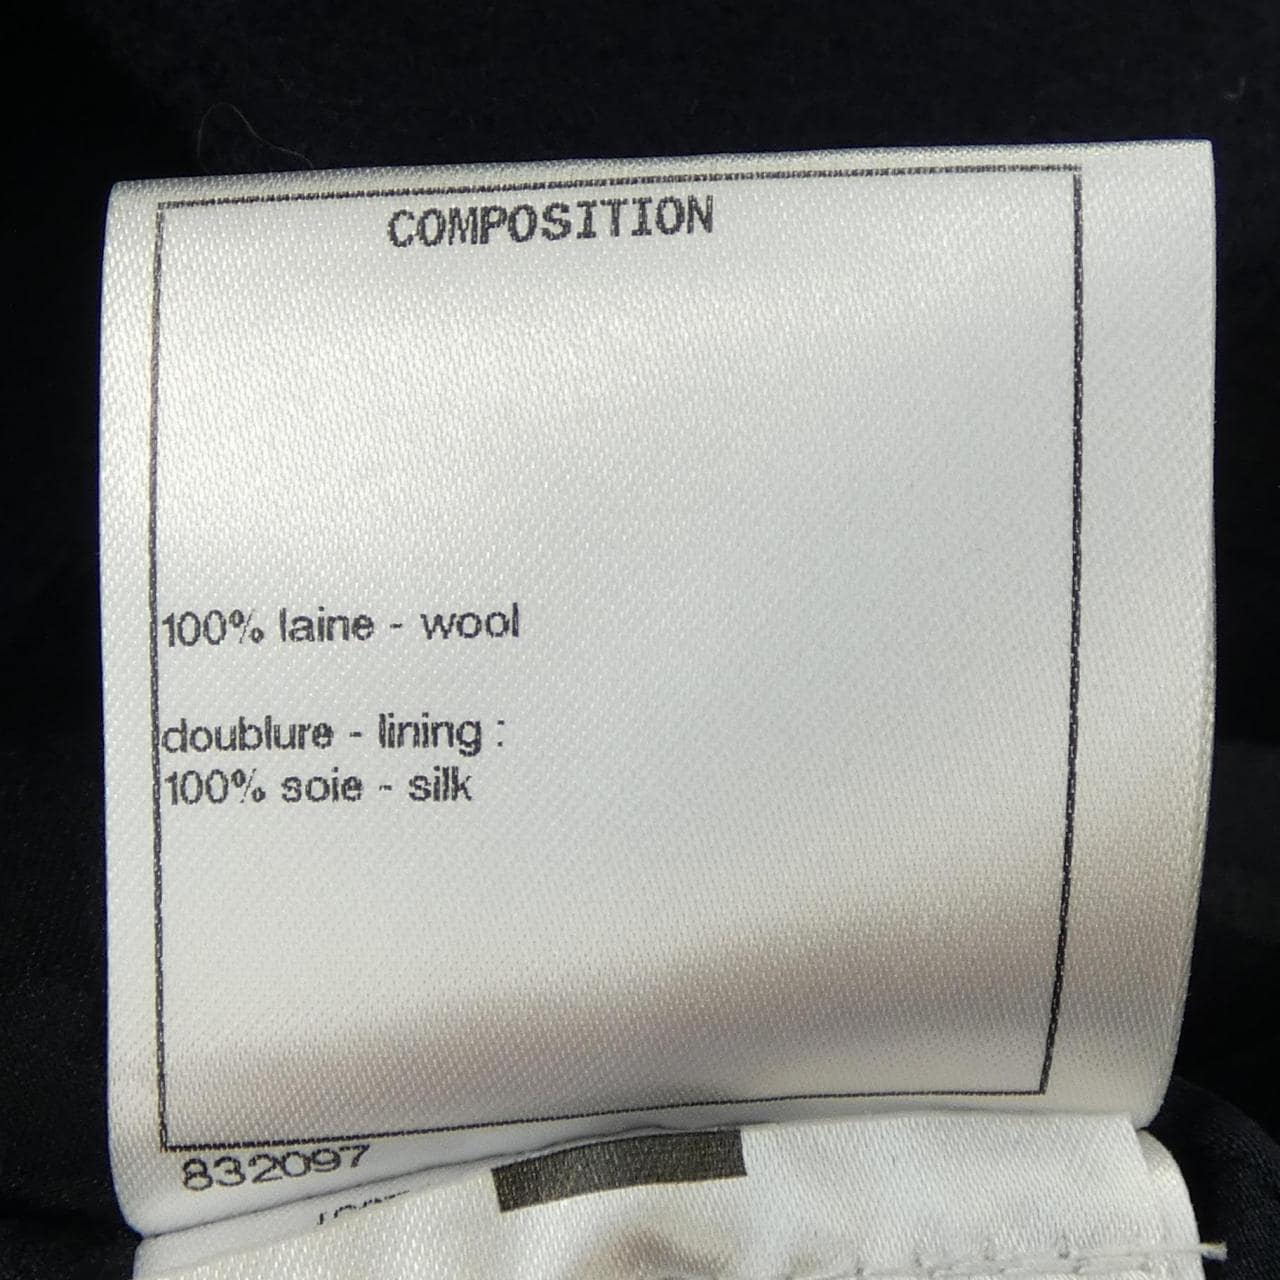 COMPOSITION
100% laine - wool
doublure - lining :
100% soie - silk
832097